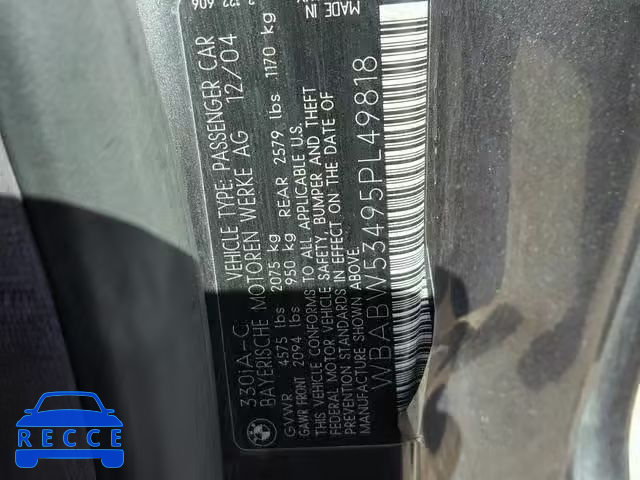 330iA-C VEHICLE TYPE: PASSENGER CAR
BAYERISCHE MOTOREN WERKE AG 12/04
GVWR 4575 lbs 2075 kg
GAWR FRONT 2094 lbs 950 kg REAR 2579 lbs 1170 kg
THIS VEHICLE CONFORMS TO ALL APPLICABLE U.S.
FEDERAL MOTOR VEHICLE SAFETY, BUMPER AND THEFT
PREVENTION STANDARDS IN EFFECT ON DATE OF
MANUFACTURE SHOWN ABOVE.
WBABW53495PL49818
MADE IN
606
RECCE